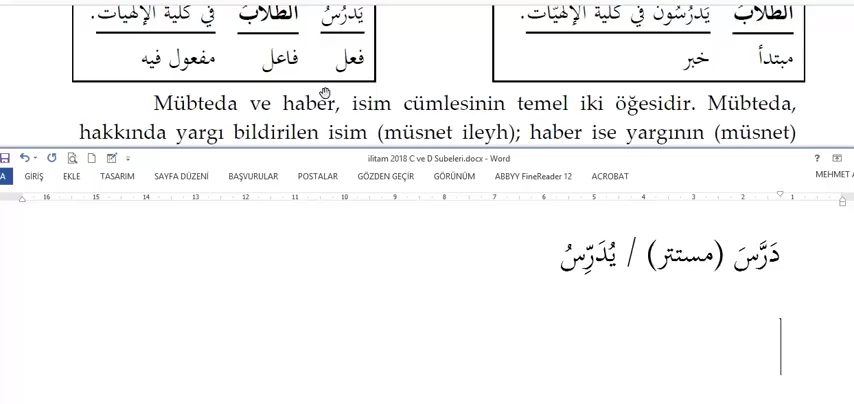 الطلابُ يَدرُسُون في كلية الإلهيّات. يَدرُسُ الطلابُ في كلية الإلهيات.
مبتدأ خبر فعل فاعل مفعول فيه
Mübteda ve haber, isim cümlesinin temel iki öğesidir. Mübteda,
hakkında yargı bildirilen isim (müsnet ileyh); haber ise yargının (müsnet)
ilitam 2018 C ve D Subeleri.docx - Word
A GİRİŞ EKLE TASARIM SAYFA DÜZENİ BAŞVURULAR POSTALAR GÖZDEN GEÇİR GÖRÜNÜM ABBYY FineReader 12 ACROBAT MEHMET A
16 15 14 13 12 11 10 9 8 7 6 5 4 3 2 1
دَرَّسَ (مستتر) / يُدَرِّسُ